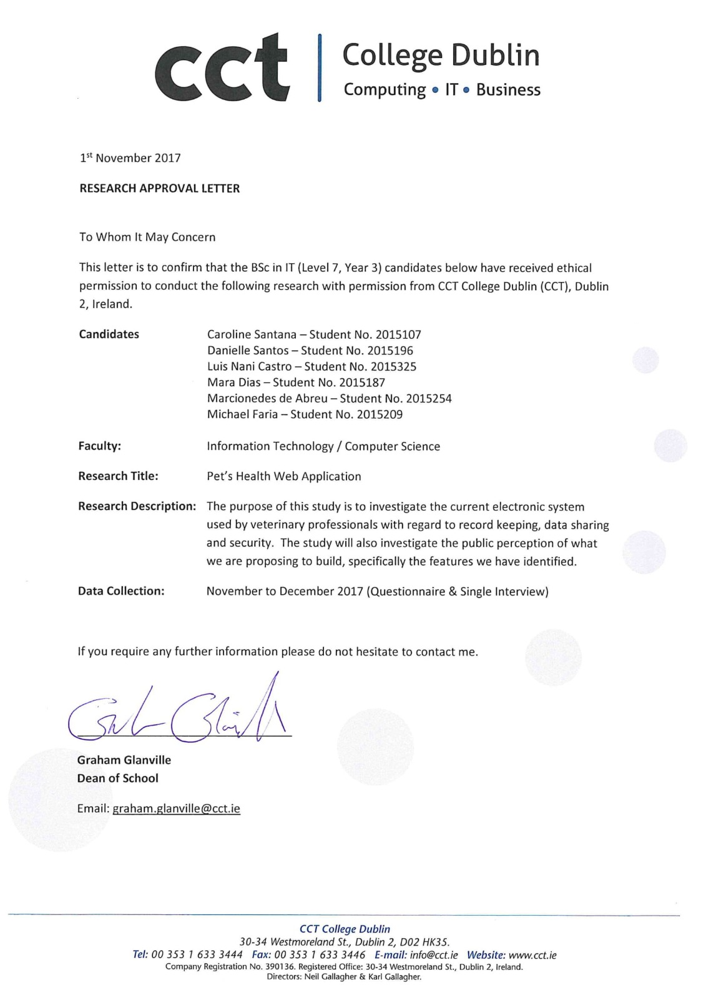 cct College Dublin
Computing • IT • Business
1st November 2017
RESEARCH APPROVAL LETTER
To Whom It May Concern
This letter is to confirm that the BSc in IT (Level 7, Year 3) candidates below have received ethical
permission to conduct the following research with permission from CCT College Dublin (CCT), Dublin
2, Ireland.
Candidates Caroline Santana – Student No. 2015107
Danielle Santos – Student No. 2015196
Luis Nani Castro – Student No. 2015325
Mara Dias – Student No. 2015187
Marcionedes de Abreu – Student No. 2015254
Michael Faria – Student No. 2015209
Faculty: Information Technology / Computer Science
Research Title: Pet's Health Web Application
Research Description: The purpose of this study is to investigate the current electronic system
used by veterinary professionals with regard to record keeping, data sharing
and security. The study will also investigate the public perception of what
we are proposing to build, specifically the features we have identified.
Data Collection: November to December 2017 (Questionnaire & Single Interview)
If you require any further information please do not hesitate to contact me.
Graham Glanville
Dean of School
Email: graham.glanville@cct.ie
CCT College Dublin
30-34 Westmoreland St., Dublin 2, D02 HK35.
Tel: 00 353 1 633 3444 Fax: 00 353 1 633 3446 E-mail: info@cct.ie Website: www.cct.ie
Company Registration No. 390136. Registered Office: 30-34 Westmoreland St., Dublin 2, Ireland.
Directors: Neil Gallagher & Karl Gallagher.